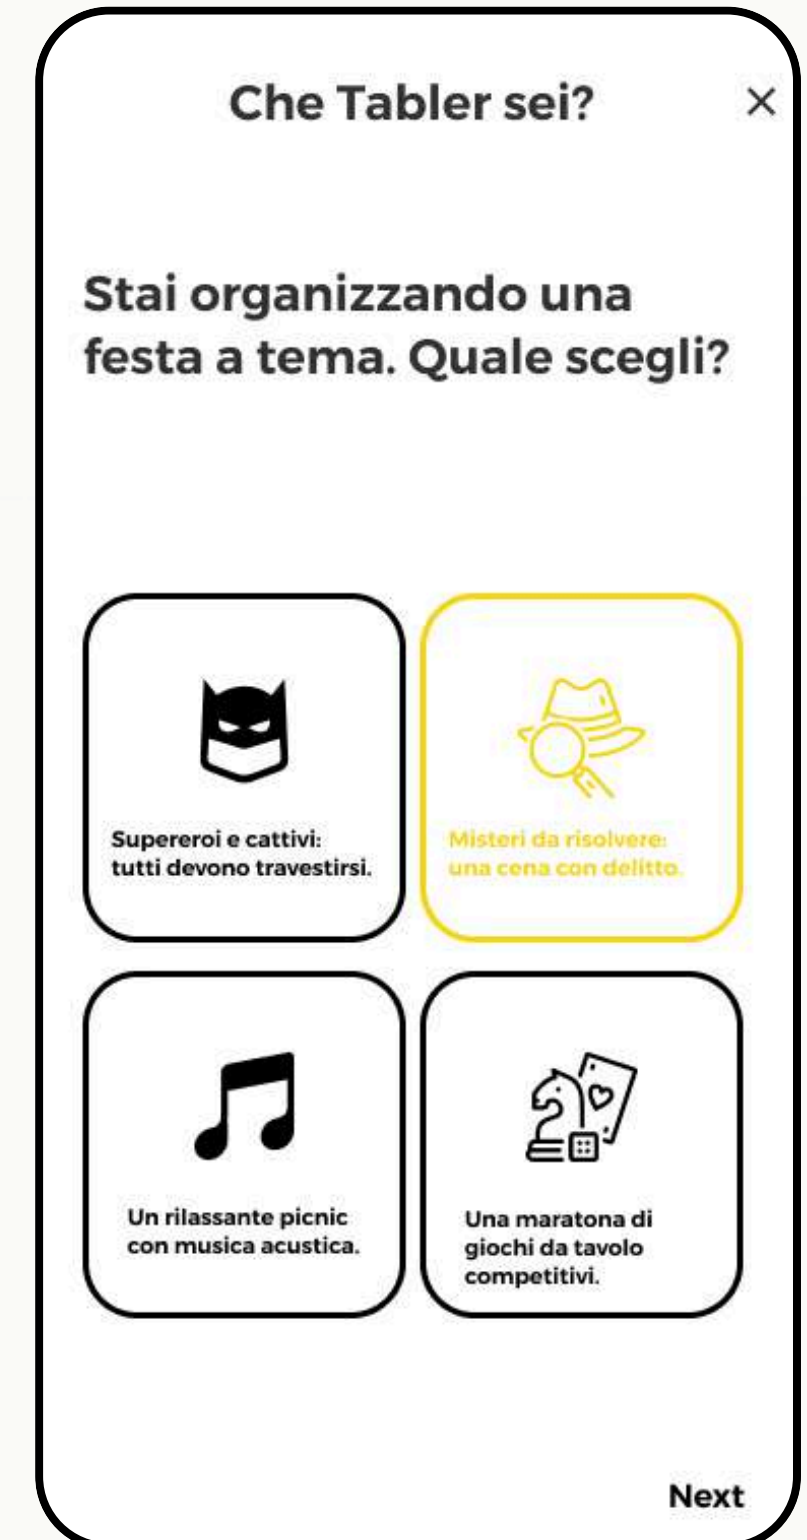 Che Tabler sei?
Stai organizzando una
festa a tema. Quale scegli?
Supereroi e cattivi:
tutti devono travestirsi.
Misteri da risolvere:
una cena con delitto.
Un rilassante picnic
con musica acustica.
Una maratona di
giochi da tavolo
competitivi.
Next